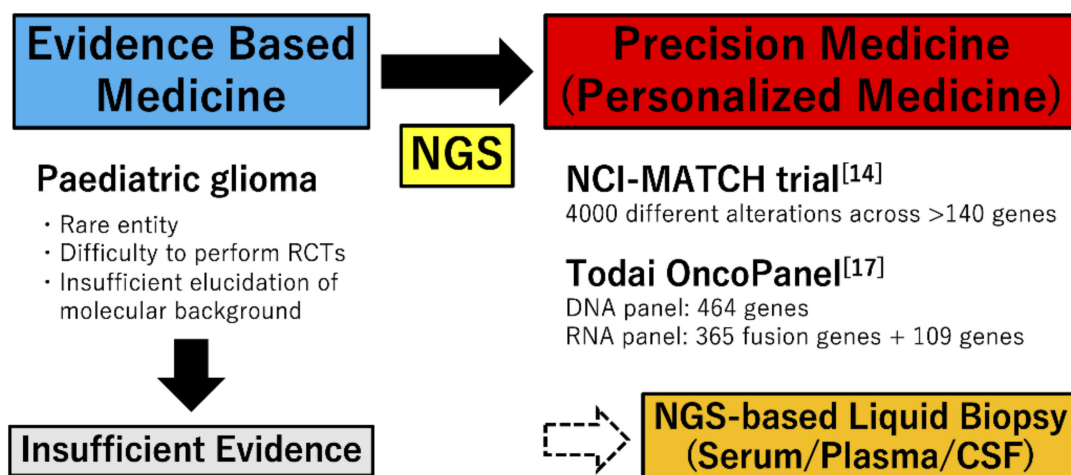 Evidence Based
Medicine
NGS
Precision Medicine
(Personalized Medicine)
Paediatric glioma
・Rare entity
・Difficulty to perform RCTs
・Insufficient elucidation of
molecular background
Insufficient Evidence
NCI-MATCH trial[14]
4000 different alterations across >140 genes
Todai OncoPanel[17]
DNA panel: 464 genes
RNA panel: 365 fusion genes + 109 genes
NGS-based Liquid Biopsy
(Serum/Plasma/CSF)